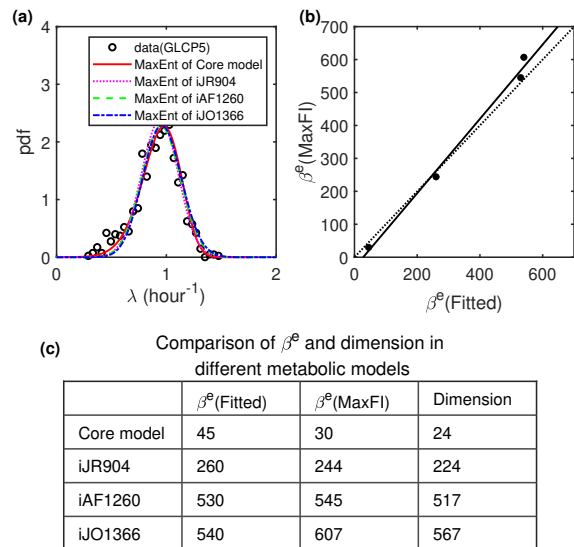 (a)
4
3
2
1
0
pdf
data(GLCP5)
MaxEnt of Core model
MaxEnt of iJR904
MaxEnt of iAF1260
MaxEnt of iJO1366
0 1 2
λ (hour⁻¹)
(b)
700
600
500
400
300
200
100
0
βᵉ(MaxFI)
0 200 400 600
βᵉ(Fitted)
(c) Comparison of βᵉ and dimension in
different metabolic models
βᵉ(Fitted) βᵉ(MaxFI) Dimension
Core model 45 30 24
iJR904 260 244 224
iAF1260 530 545 517
iJO1366 540 607 567